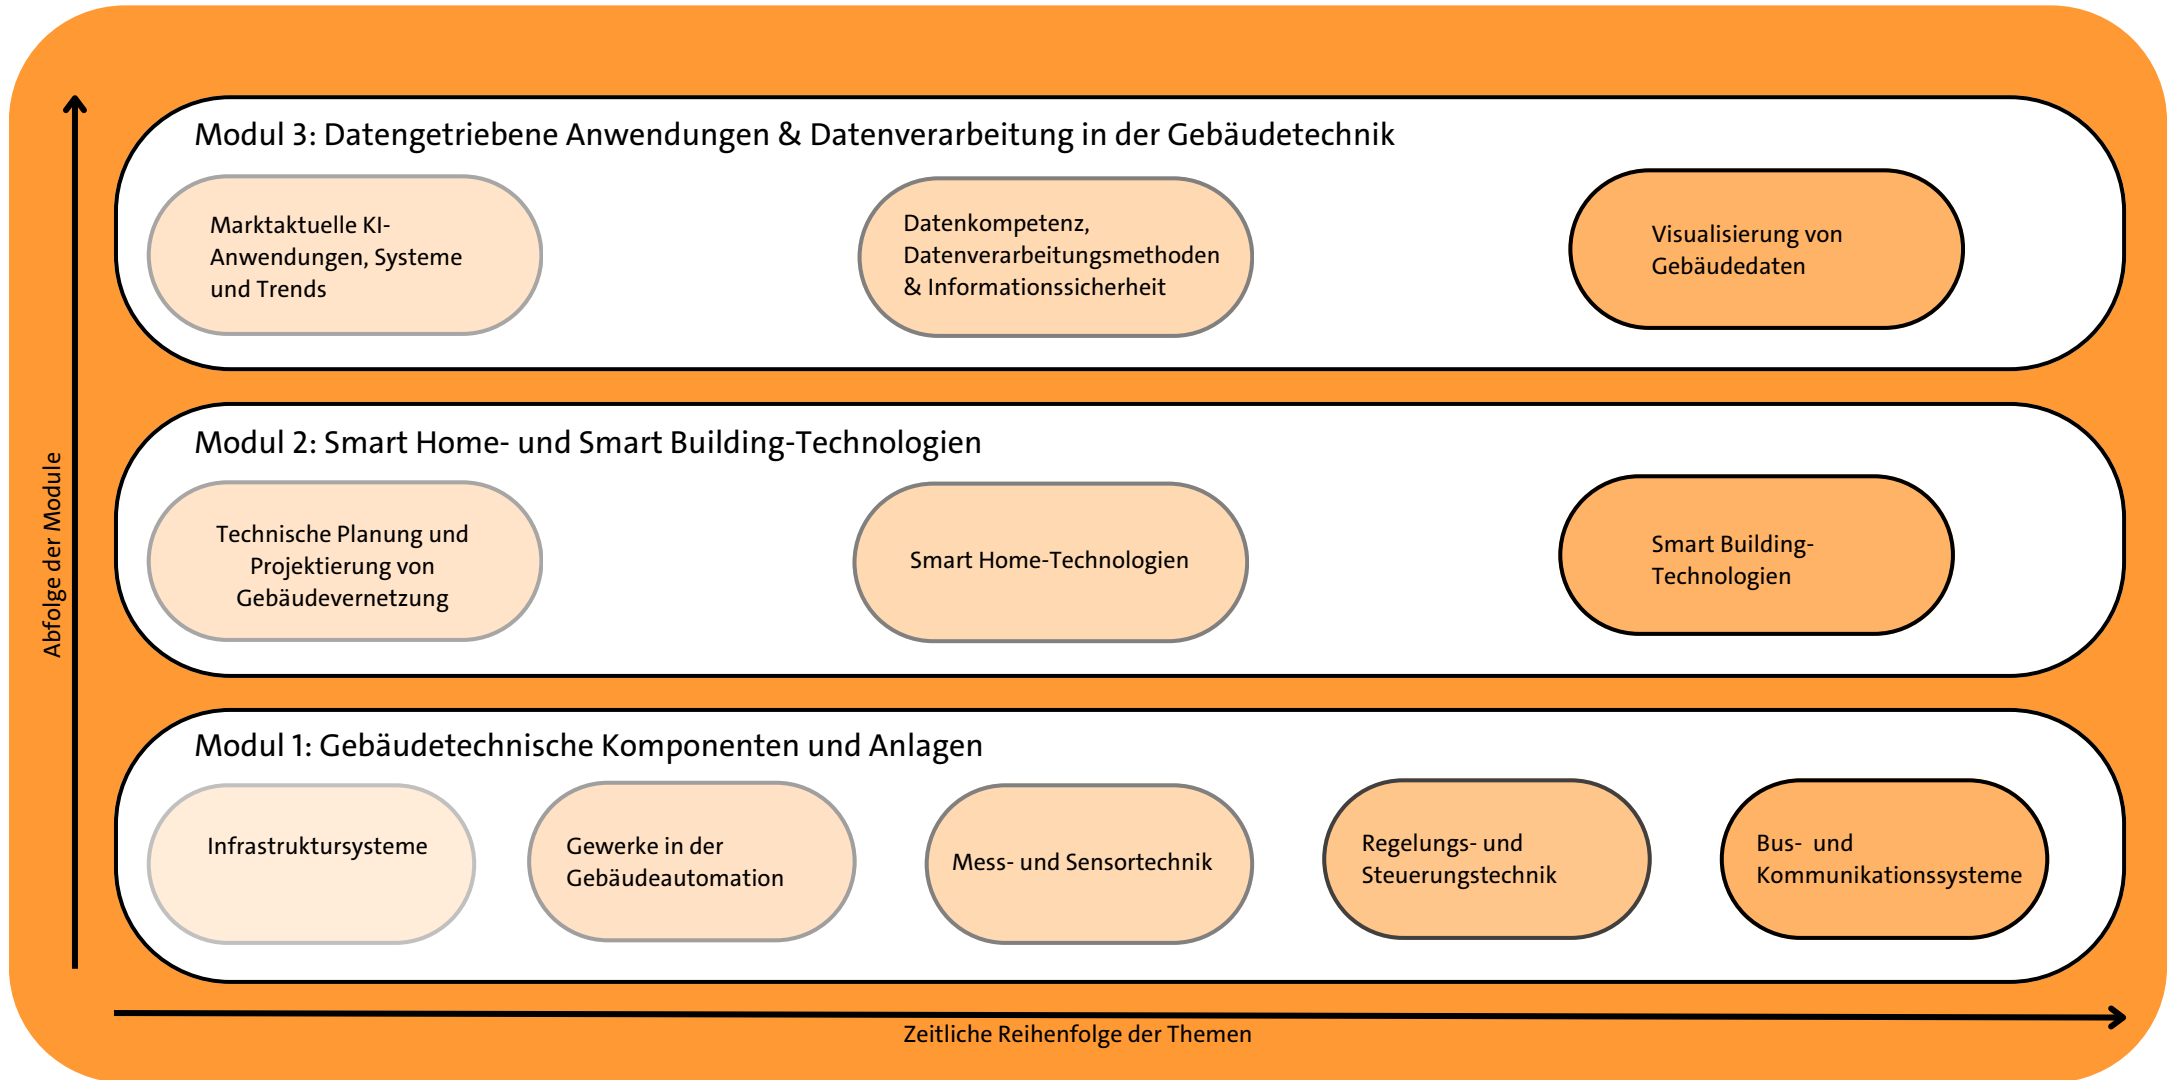 Modul 3: Datengetriebene Anwendungen & Datenverarbeitung in der Gebäudetechnik
Marktaktuelle KI-
Anwendungen, Systeme
und Trends
Datenkompetenz,
Datenverarbeitungsmethoden
& Informationssicherheit
Visualisierung von
Gebäudedaten
Modul 2: Smart Home- und Smart Building-Technologien
Technische Planung und
Projektierung von
Gebäudevernetzung
Smart Home-Technologien
Smart Building-
Technologien
Modul 1: Gebäudetechnische Komponenten und Anlagen
Infrastruktursysteme
Gewerke in der
Gebäudeautomation
Mess- und Sensortechnik
Regelungs- und
Steuerungstechnik
Bus- und
Kommunikationssysteme
Abfolge der Module
Zeitliche Reihenfolge der Themen